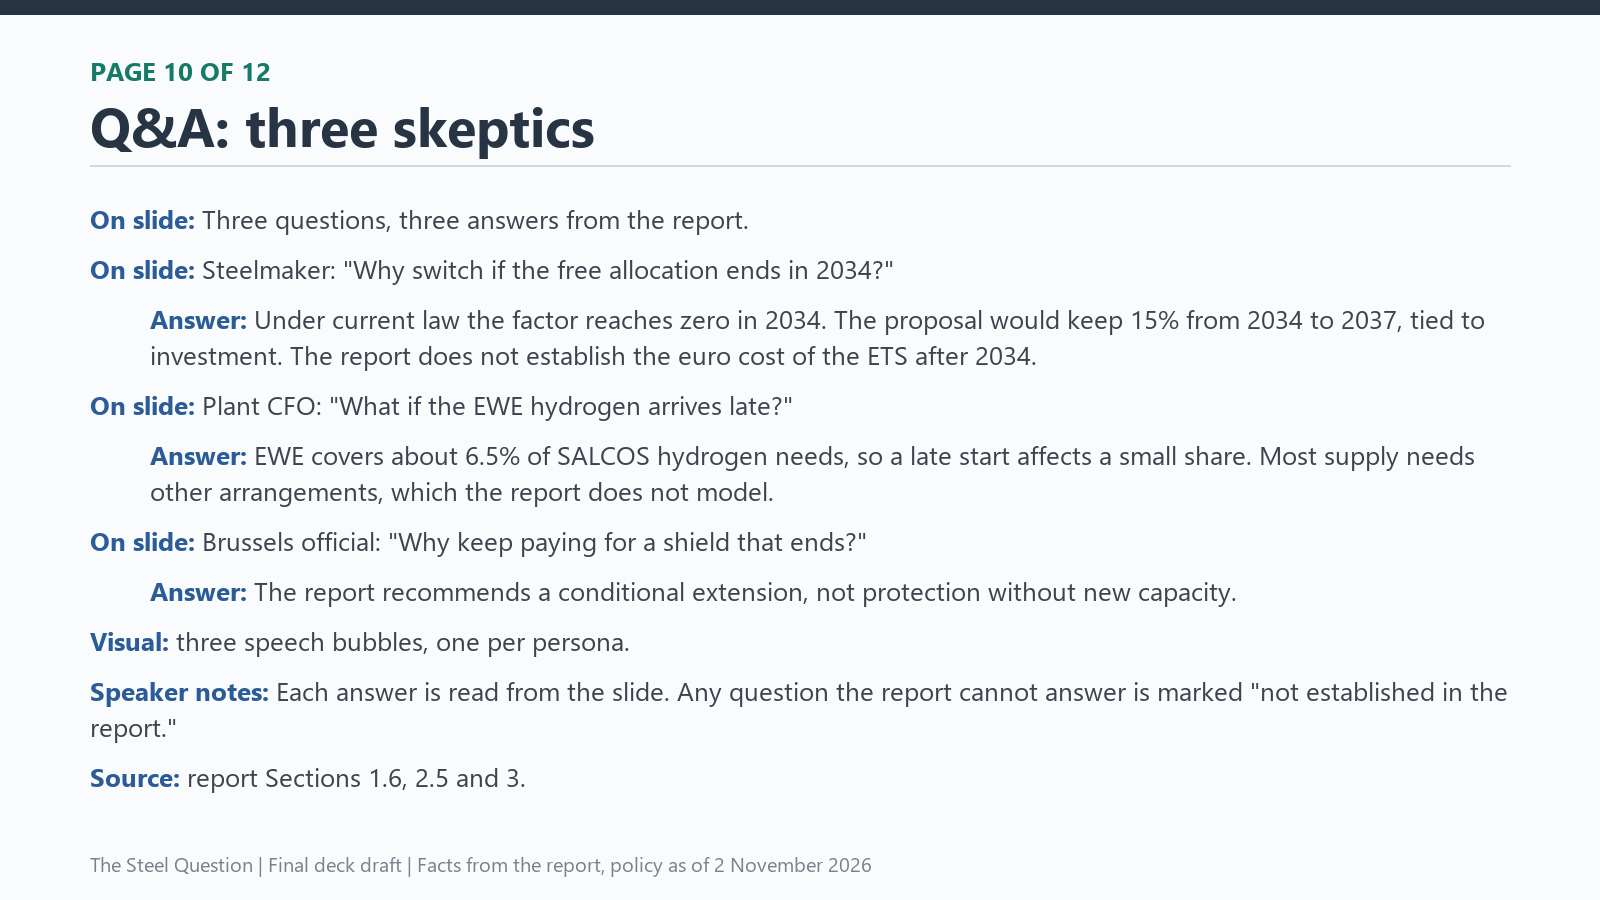 PAGE 10 OF 12
Q&A: three skeptics
On slide: Three questions, three answers from the report.
On slide: Steelmaker: "Why switch if the free allocation ends in 2034?"
Answer: Under current law the factor reaches zero in 2034. The proposal would keep 15% from 2034 to 2037, tied to
investment. The report does not establish the euro cost of the ETS after 2034.
On slide: Plant CFO: "What if the EWE hydrogen arrives late?"
Answer: EWE covers about 6.5% of SALCOS hydrogen needs, so a late start affects a small share. Most supply needs
other arrangements, which the report does not model.
On slide: Brussels official: "Why keep paying for a shield that ends?"
Answer: The report recommends a conditional extension, not protection without new capacity.
Visual: three speech bubbles, one per persona.
Speaker notes: Each answer is read from the slide. Any question the report cannot answer is marked "not established in the
report."
Source: report Sections 1.6, 2.5 and 3.
The Steel Question | Final deck draft | Facts from the report, policy as of 2 November 2026